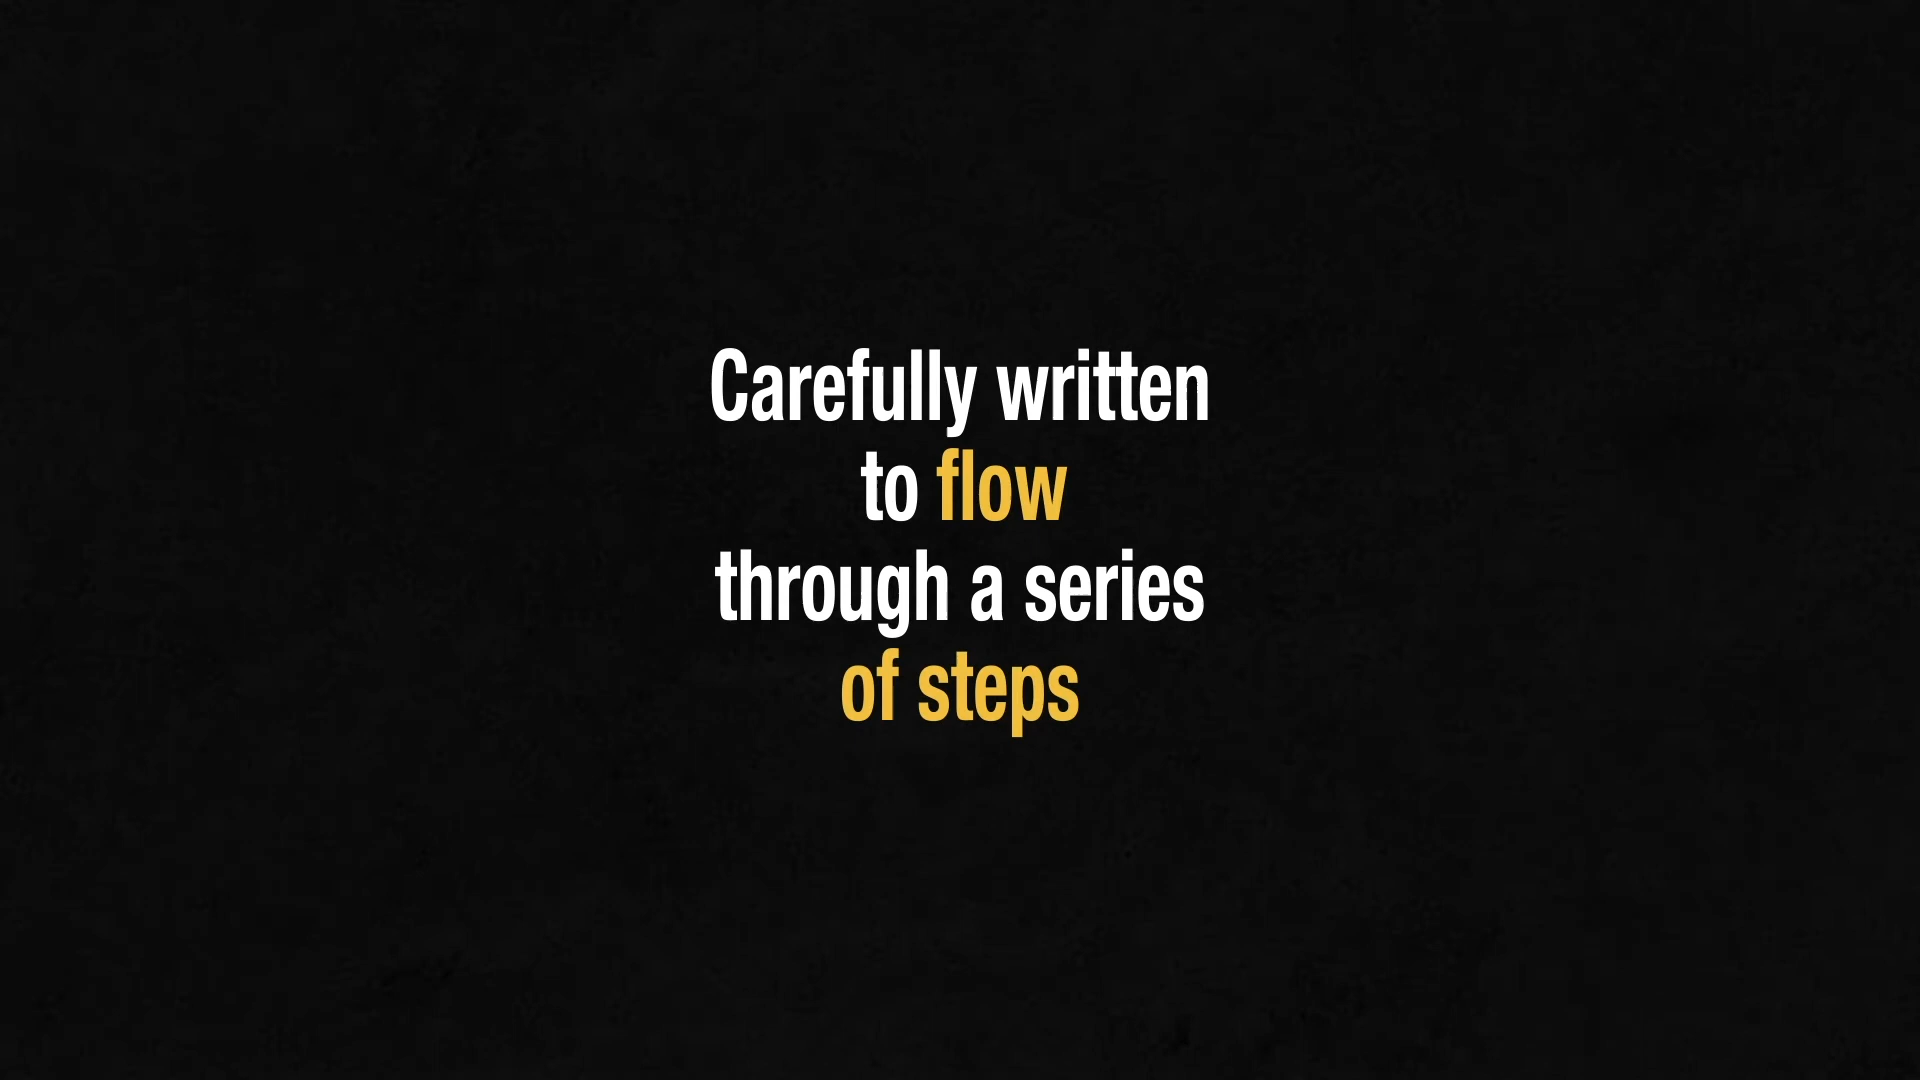 Carefully written
to flow
through a series
of steps